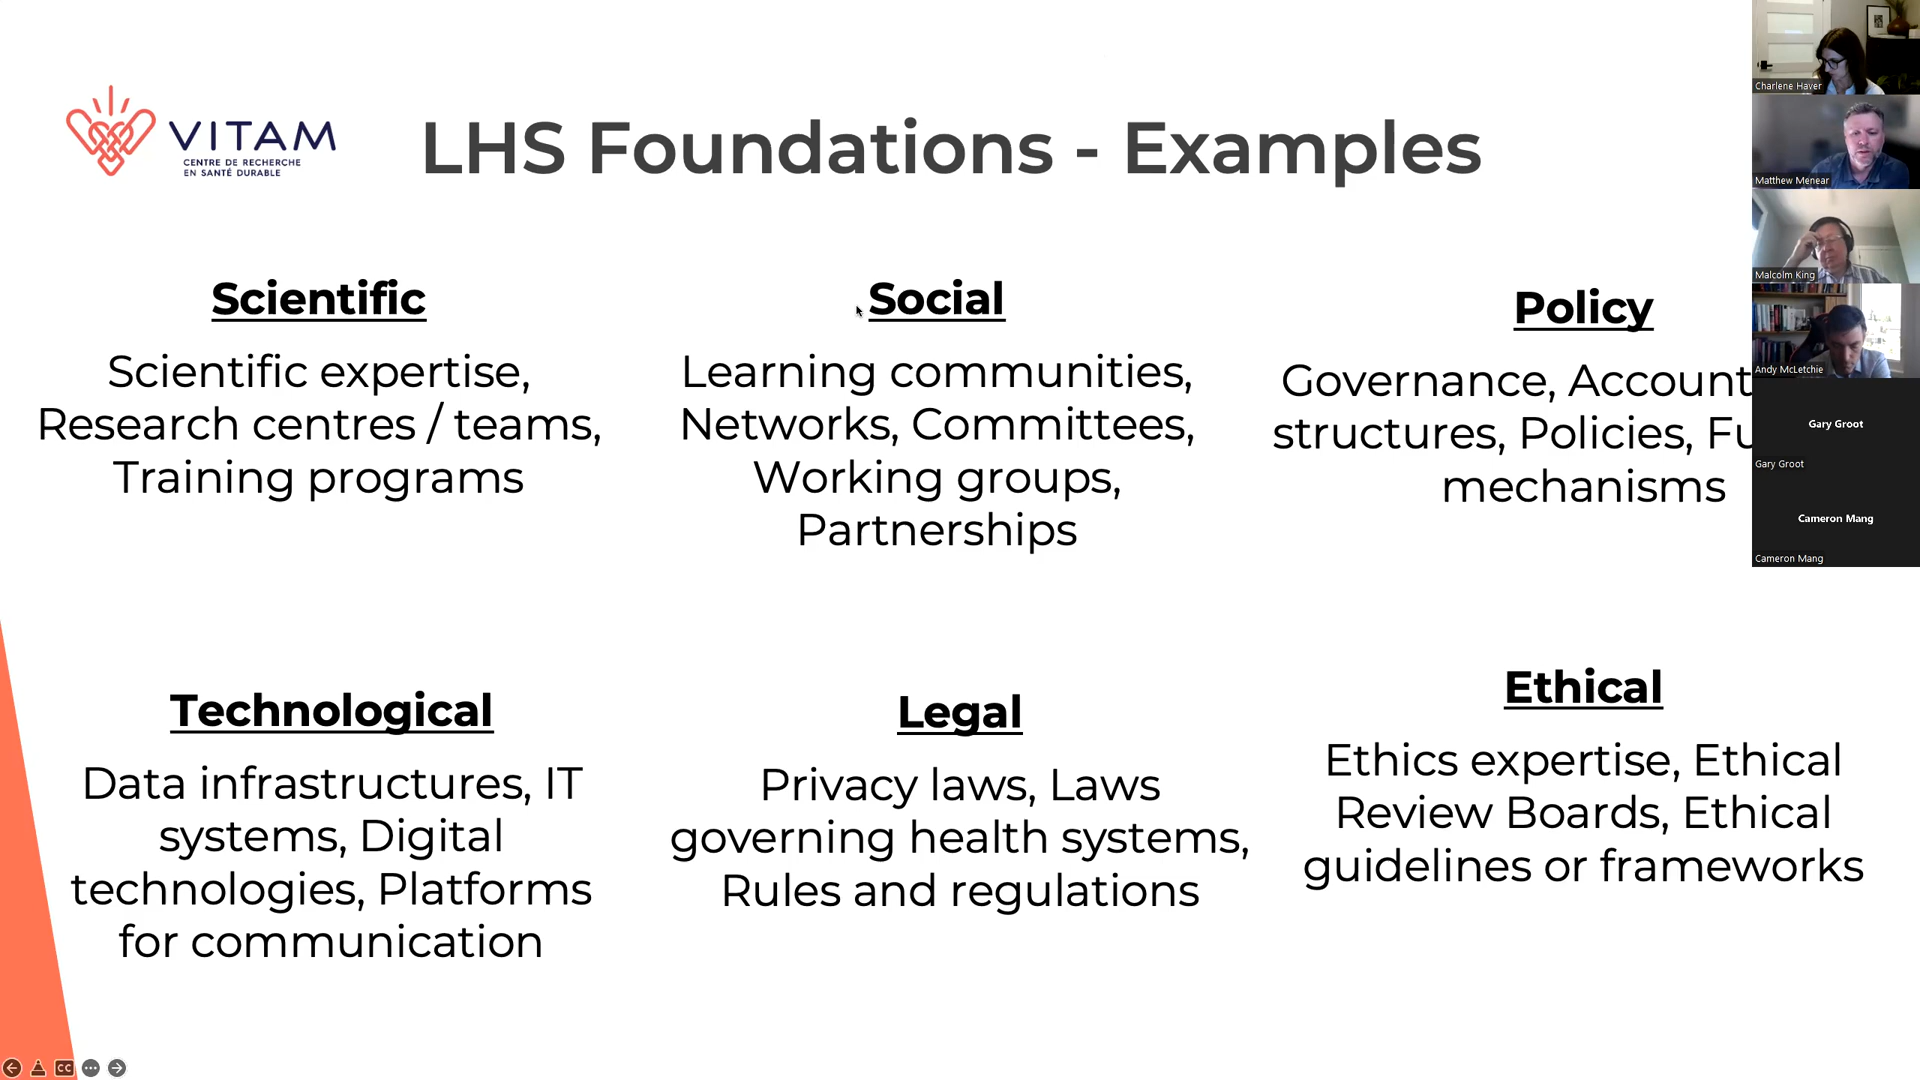 VITAM
CENTRE DE RECHERCHE
EN SANTÉ DURABLE
LHS Foundations - Examples
Scientific
Scientific expertise,
Research centres / teams,
Training programs
Social
Learning communities,
Networks, Committees,
Working groups,
Partnerships
Policy
Governance,
structures, Policies,
mechanisms
Technological
Data infrastructures, IT
systems, Digital
technologies, Platforms
for communication
Legal
Privacy laws, Laws
governing health systems,
Rules and regulations
Ethical
Ethics expertise, Ethical
Review Boards, Ethical
guidelines or frameworks
Charlene Haver
Matthew Menear
Malcolm King
Andy McLetchie
Gary Groot
Gary Groot
Cameron Mang
Cameron Mang
CC